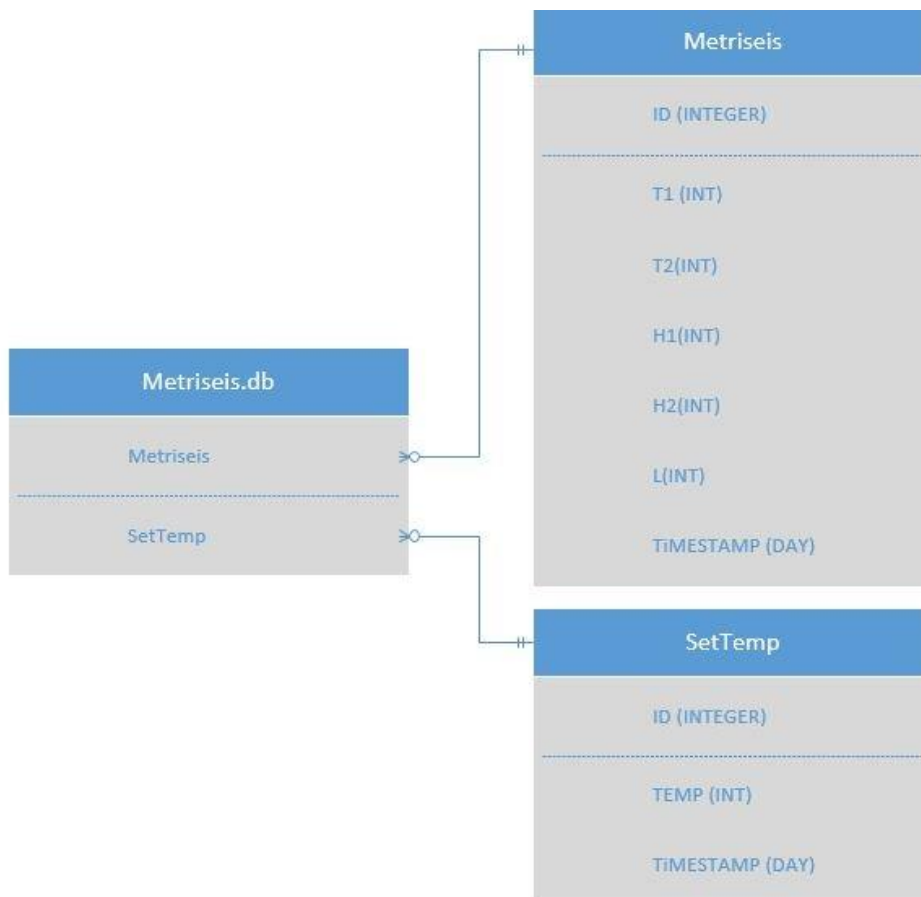 Metriseis
ID (INTEGER)
T1 (INT)
T2(INT)
H1(INT)
H2(INT)
L(INT)
TiMESTAMP (DAY)
Metriseis.db
Metriseis
SetTemp
SetTemp
ID (INTEGER)
TEMP (INT)
TiMESTAMP (DAY)